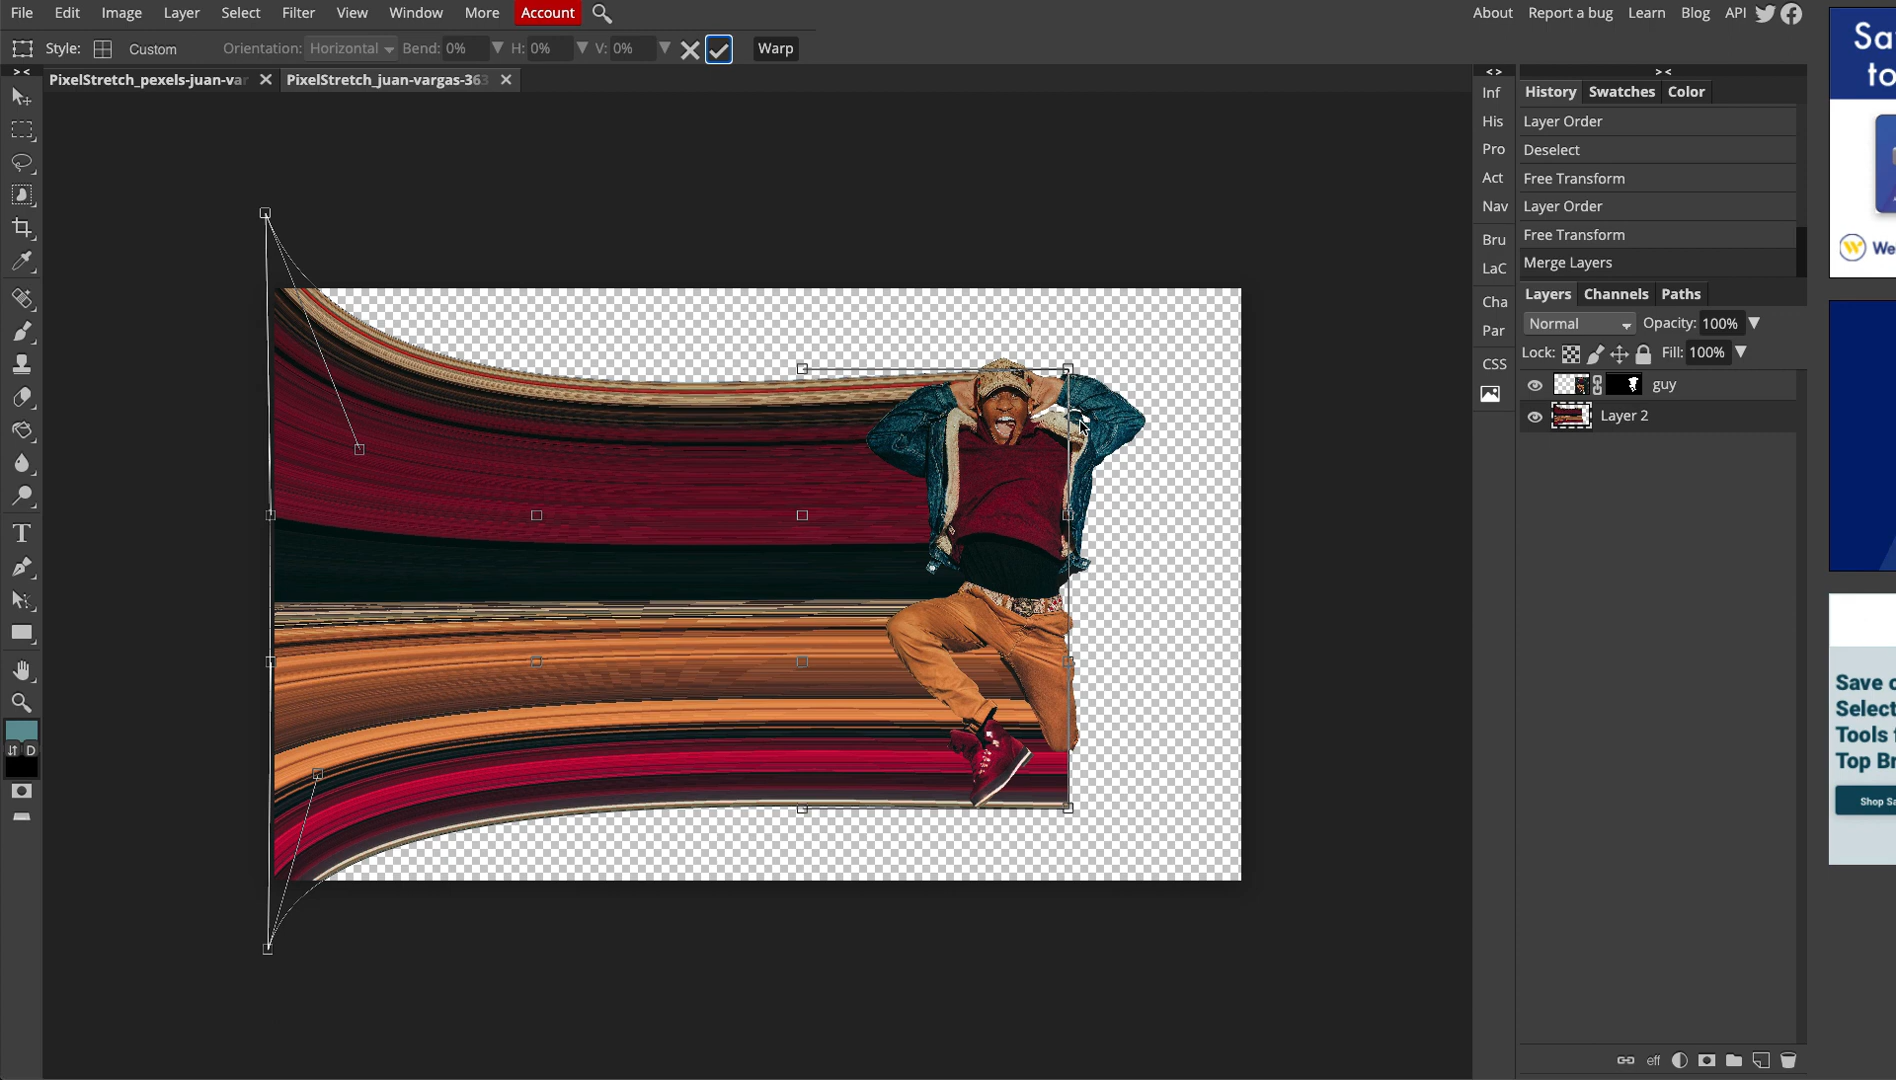 File Edit Image Layer Select Filter View Window More Account
About Report a bug Learn Blog API
Style: Custom Orientation: Horizontal Bend: 0% H: 0% V: 0% Warp
PixelStretch_pexels-juan-var PixelStretch_juan-vargas-363
> < < > > <
Inf
His
Pro
Act
Nav
Bru
LaC
Cha
Par
CSS
History Swatches Color
Layer Order
Deselect
Free Transform
Layer Order
Free Transform
Merge Layers
Layers Channels Paths
Normal Opacity: 100%
Lock: Fill: 100%
guy
Layer 2
T
D
eff
Sa
to
We
Save
Select
Tools
Top Br
Shop Sa